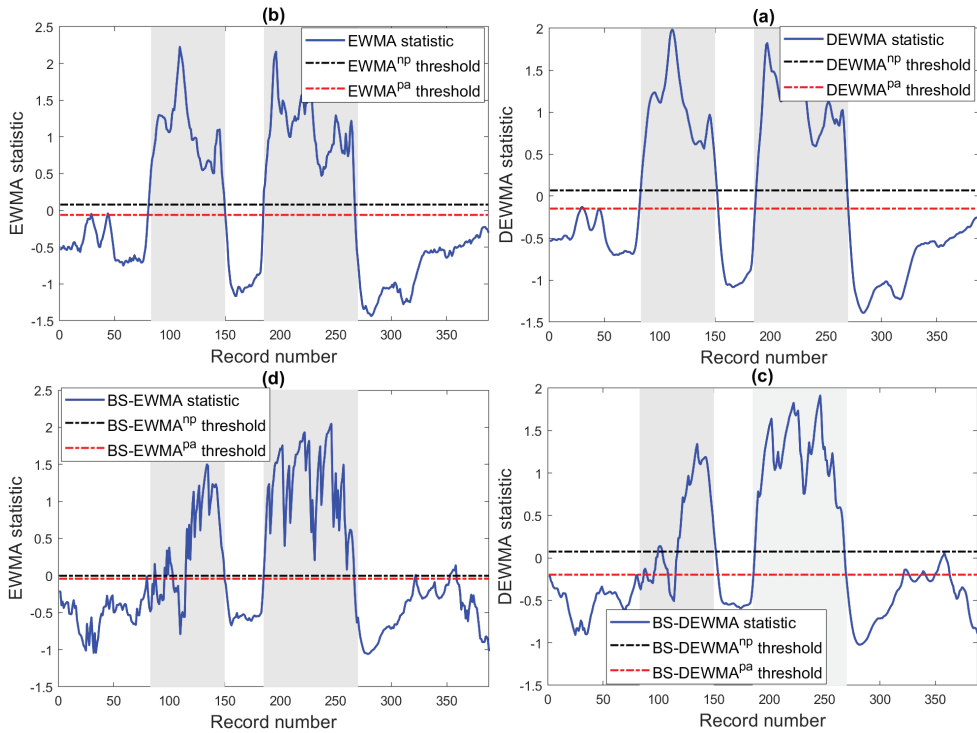 (b)
2.5
2
1.5
1
0.5
0
-0.5
-1
-1.5
EWMA statistic
EWMA statistic
EWMA^np threshold
EWMA^pa threshold
0 50 100 150 200 250 300 350
Record number
(a)
2
1.5
1
0.5
0
-0.5
-1
-1.5
DEWMA statistic
DEWMA statistic
DEWMA^np threshold
DEWMA^pa threshold
0 50 100 150 200 250 300 350
Record number
(d)
2.5
2
1.5
1
0.5
0
-0.5
-1
-1.5
EWMA statistic
BS-EWMA statistic
BS-EWMA^np threshold
BS-EWMA^pa threshold
0 50 100 150 200 250 300 350
Record number
(c)
2
1.5
1
0.5
0
-0.5
-1
-1.5
DEWMA statistic
BS-DEWMA statistic
BS-DEWMA^np threshold
BS-DEWMA^pa threshold
0 50 100 150 200 250 300 350
Record number